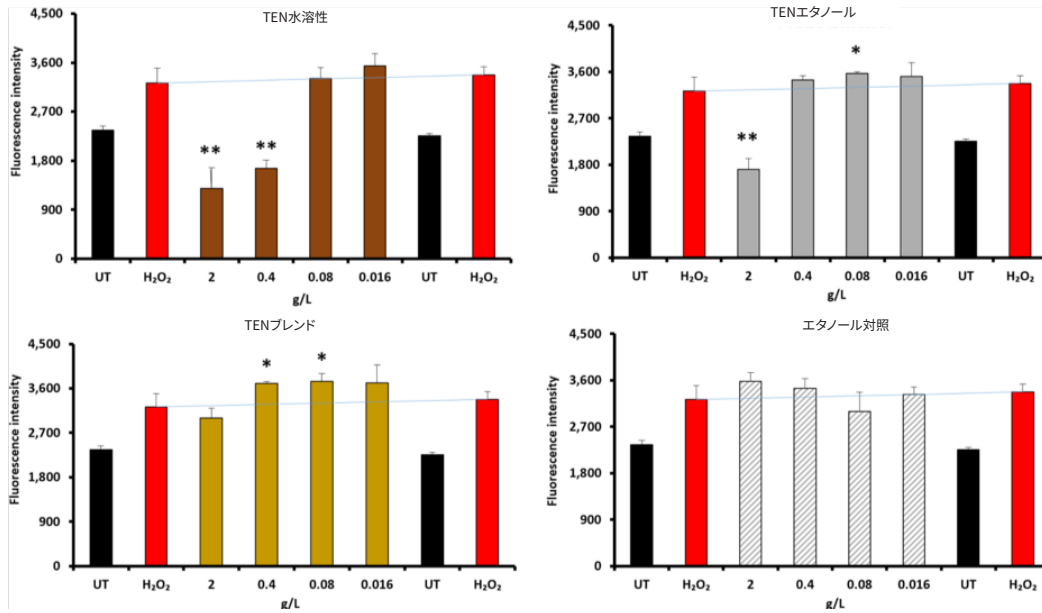 TEN水溶性
4,500
3,600
2,700
1,800
900
0
Fluorescence intensity
** **
UT H₂O₂ 2 0.4 0.08 0.016 UT H₂O₂
g/L
TENエタノール
4,500
3,600
2,700
1,800
900
0
Fluorescence intensity
** *
UT H₂O₂ 2 0.4 0.08 0.016 UT H₂O₂
g/L
TENブレンド
4,500
3,600
2,700
1,800
900
0
Fluorescence intensity
* *
UT H₂O₂ 2 0.4 0.08 0.016 UT H₂O₂
g/L
エタノール対照
4,500
3,600
2,700
1,800
900
0
Fluorescence intensity
UT H₂O₂ 2 0.4 0.08 0.016 UT H₂O₂
g/L